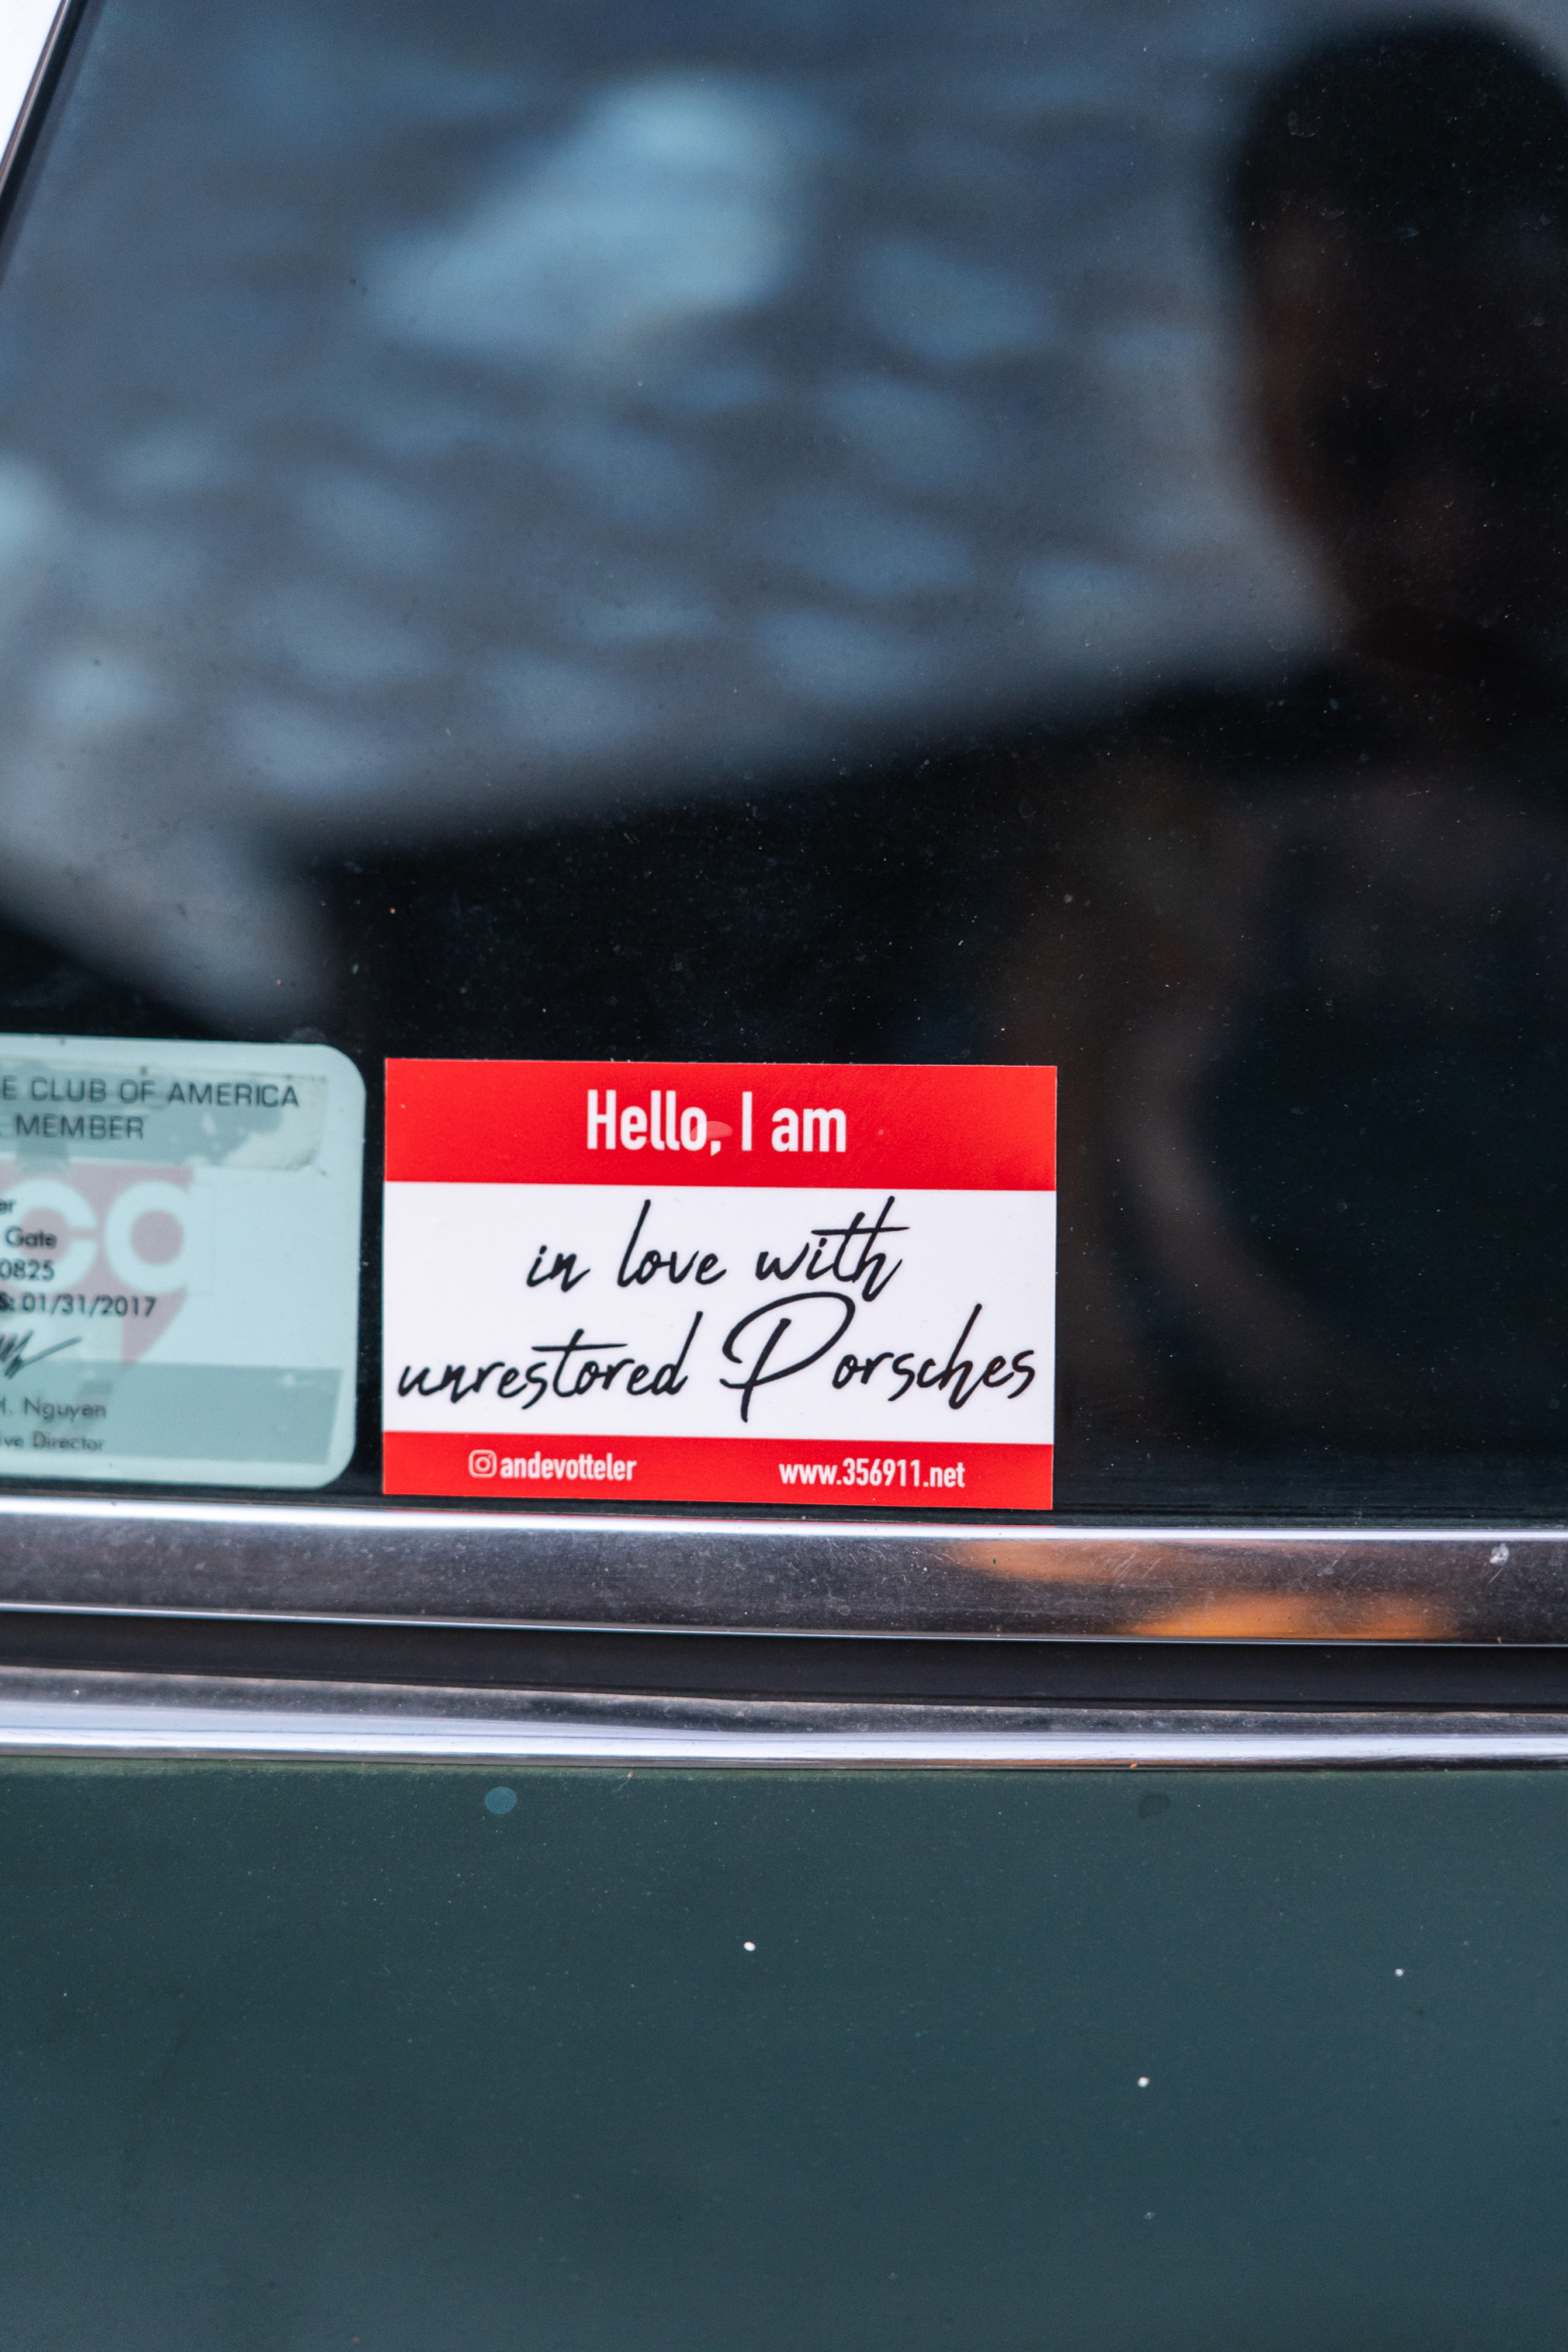 E CLUB OF AMERICA
MEMBER
Gate
0825
S: 01/31/2017
H. Nguyen
ive Director
Hello, I am
in love with
unrestored Porsches
@andevotteler www.356911.net